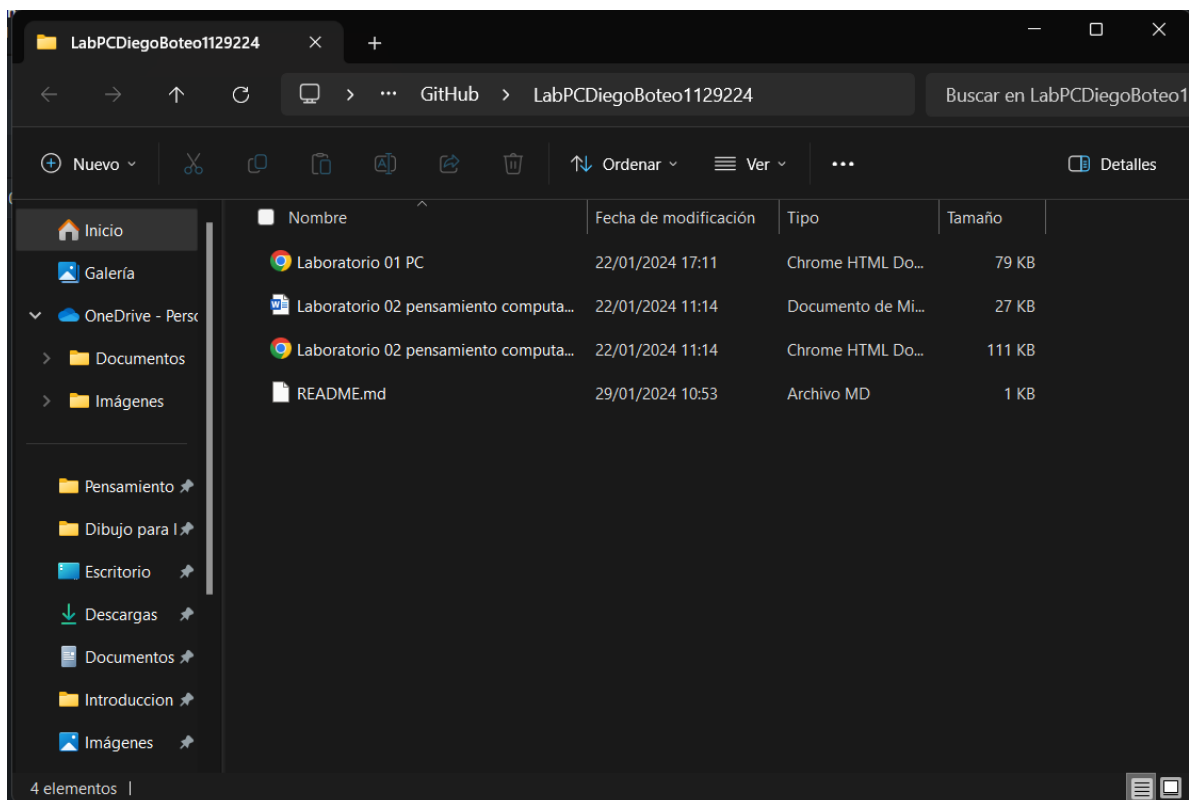 LabPCDiegoBoteo1129224
GitHub > LabPCDiegoBoteo1129224
Buscar en LabPCDiegoBoteo1
Nuevo
Ordenar
Ver
Detalles
Nombre Fecha de modificación Tipo Tamaño
Laboratorio 01 PC 22/01/2024 17:11 Chrome HTML Do... 79 KB
Laboratorio 02 pensamiento computa... 22/01/2024 11:14 Documento de Mi... 27 KB
Laboratorio 02 pensamiento computa... 22/01/2024 11:14 Chrome HTML Do... 111 KB
README.md 29/01/2024 10:53 Archivo MD 1 KB
Inicio
Galería
OneDrive - Perso
Documentos
Imágenes
Pensamiento
Dibujo para I
Escritorio
Descargas
Documentos
Introduccion
Imágenes
4 elementos